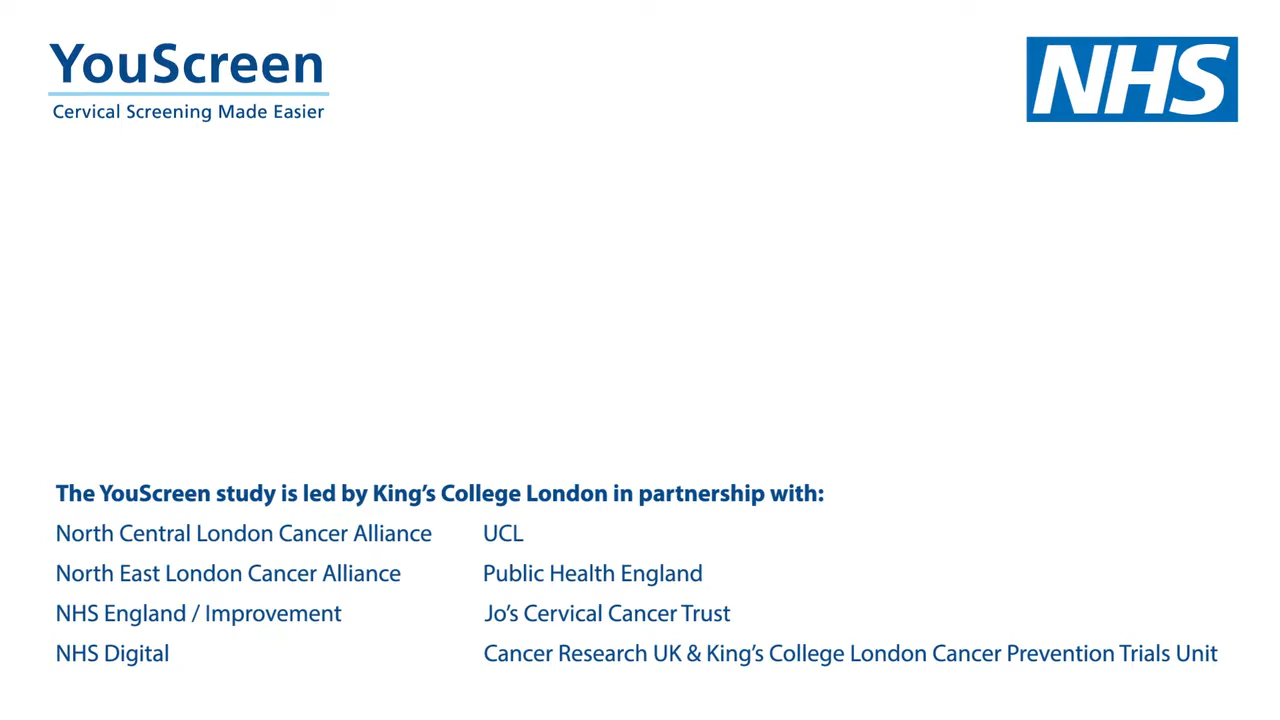 YouScreen
Cervical Screening Made Easier
NHS
The YouScreen study is led by King's College London in partnership with:
North Central London Cancer Alliance
North East London Cancer Alliance
NHS England / Improvement
NHS Digital
UCL
Public Health England
Jo's Cervical Cancer Trust
Cancer Research UK & King's College London Cancer Prevention Trials Unit